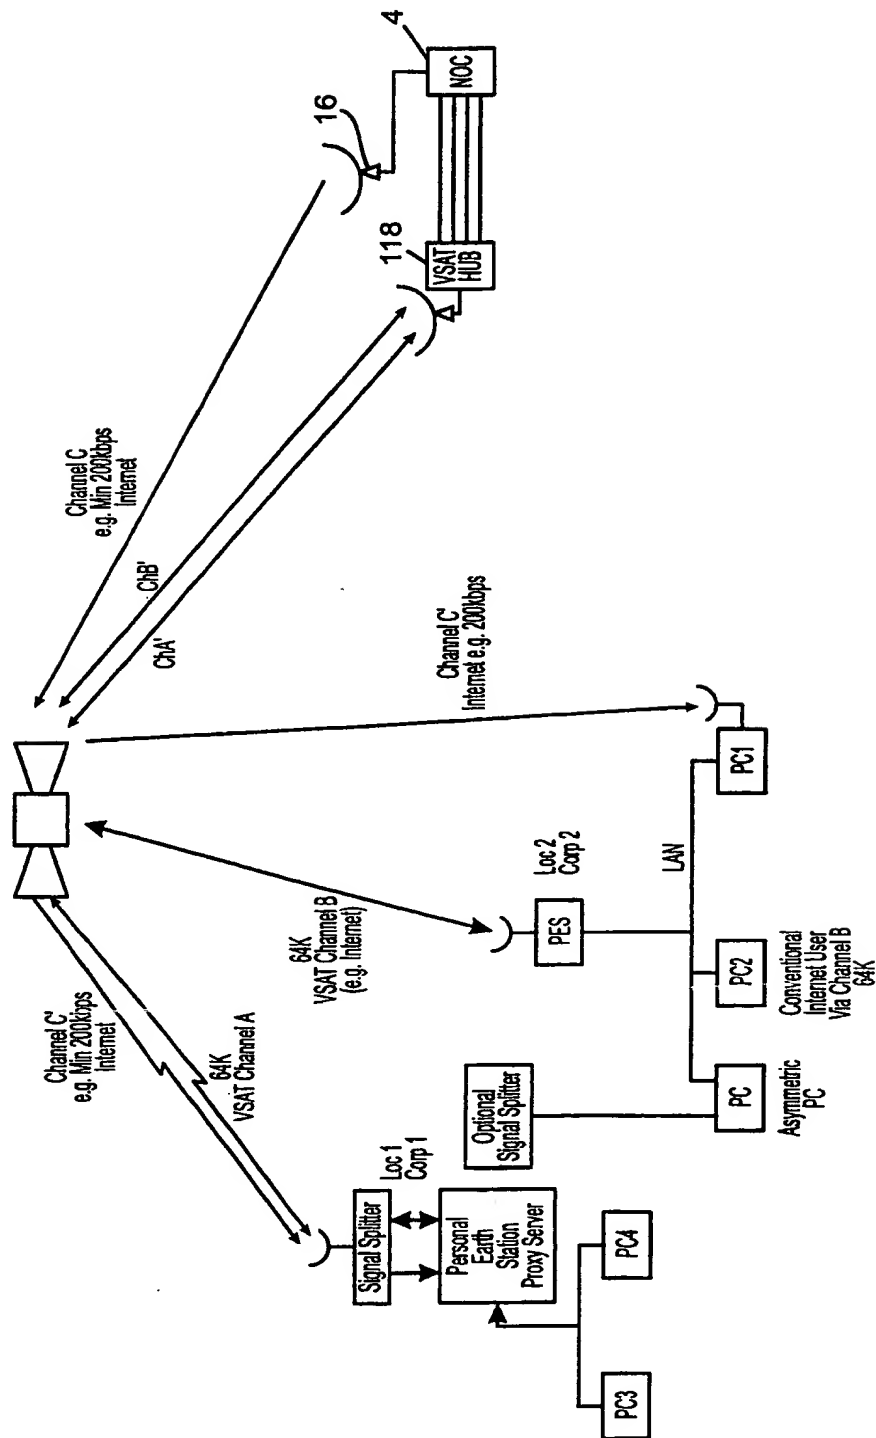 4
NOC
16
118
VSAT
HUB
Channel C
e.g. Min 200kbps
Internet
ChB'
ChA'
Channel C'
Internet e.g. 200kbps
Channel C'
e.g. Min 200kbps
Internet
64K
VSAT Channel A
64K
VSAT Channel B
(e.g. Internet)
Loc 2
Corp 2
PES
LAN
PC1
PC2
Conventional
Internet User
Via Channel B
64K
PC
Asymmetric
PC
Optional
Signal Splitter
Loc 1
Corp 1
Signal Splitter
Personal
Earth
Station
Proxy Server
PC4
PC3